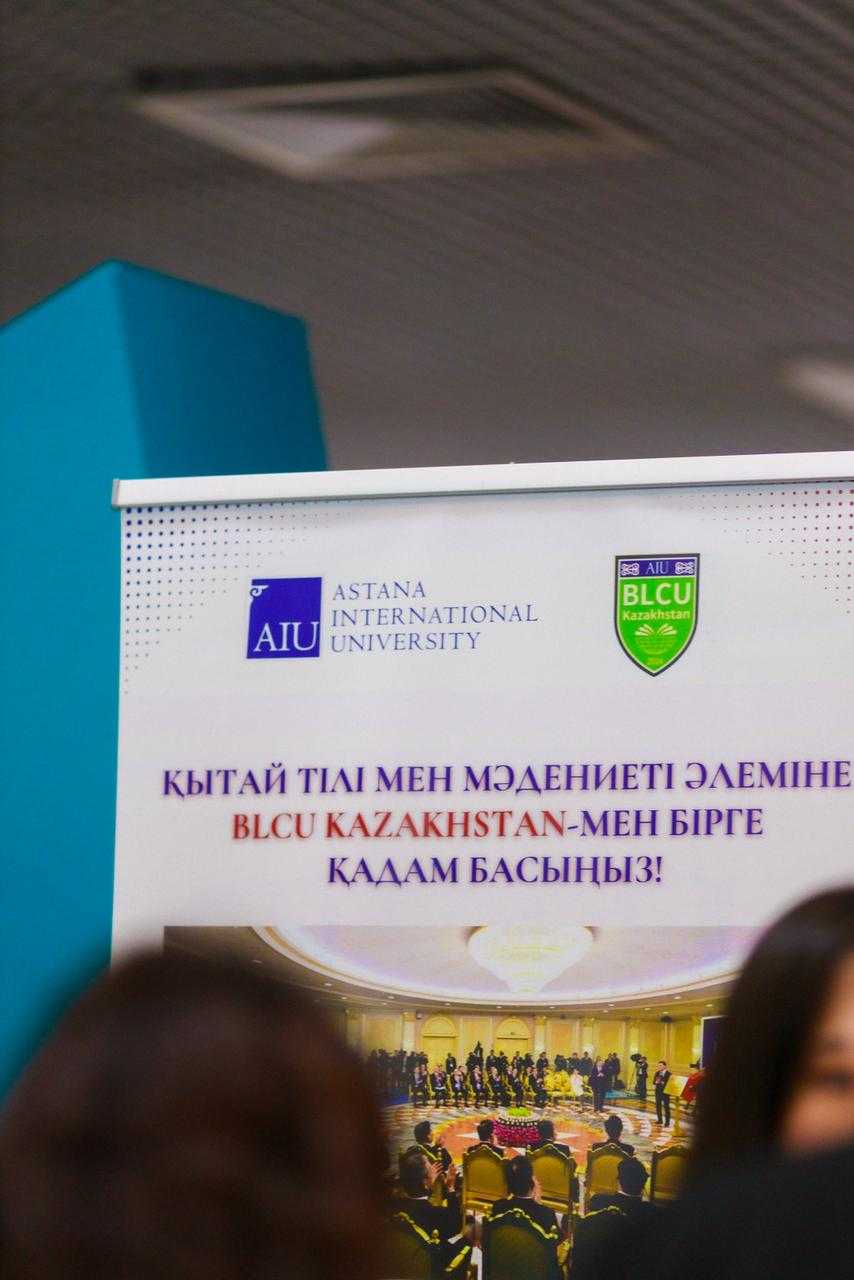 AIU
ASTANA
INTERNATIONAL
UNIVERSITY
AIU
BLCU
Kazakhstan
ҚЫТАЙ ТІЛІ МЕН МӘДЕНИЕТІ ӘЛЕМІНЕ
BLCU KAZAKHSTAN-МЕН БІРГЕ
ҚАДАМ БАСЫҢЫЗ!